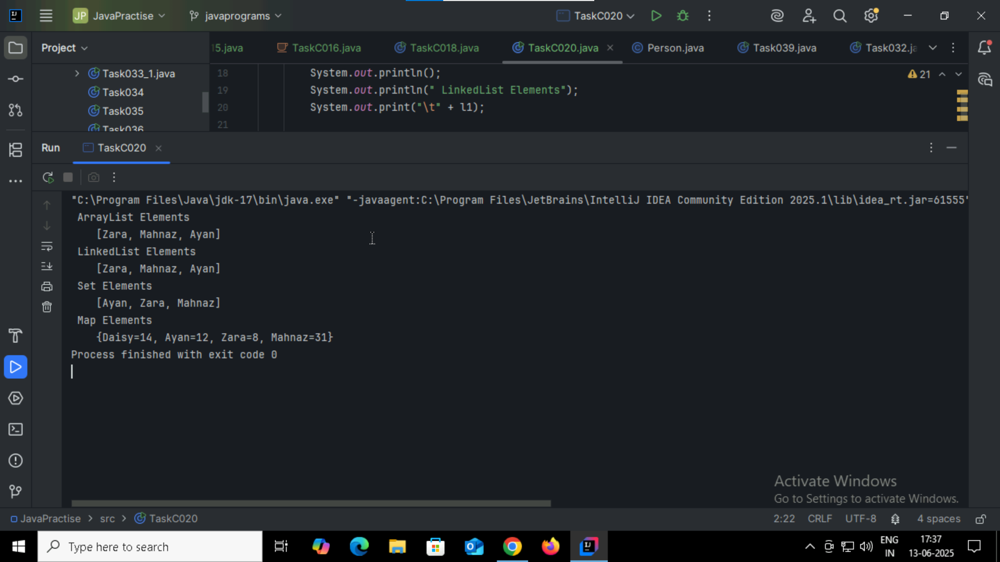 JP JavaPractise javaprograms TaskC020
Project
15.java TaskC016.java TaskC018.java TaskC020.java Person.java Task039.java Task032.ja
Task033_1.java
Task034
Task035
Task036
18 System.out.println();
19 System.out.println(" LinkedList Elements");
20 System.out.print("\t" + l1);
21
21
Run TaskC020
"C:\Program Files\Java\jdk-17\bin\java.exe" "-javaagent:C:\Program Files\JetBrains\IntelliJ IDEA Community Edition 2025.1\lib\idea_rt.jar=61555"
ArrayList Elements
[Zara, Mahnaz, Ayan]
LinkedList Elements
[Zara, Mahnaz, Ayan]
Set Elements
[Ayan, Zara, Mahnaz]
Map Elements
{Daisy=14, Ayan=12, Zara=8, Mahnaz=31}
Process finished with exit code 0
Activate Windows
Go to Settings to activate Windows.
JavaPractise > src > TaskC020
2:22 CRLF UTF-8 4 spaces
Type here to search
ENG
IN
17:37
13-06-2025